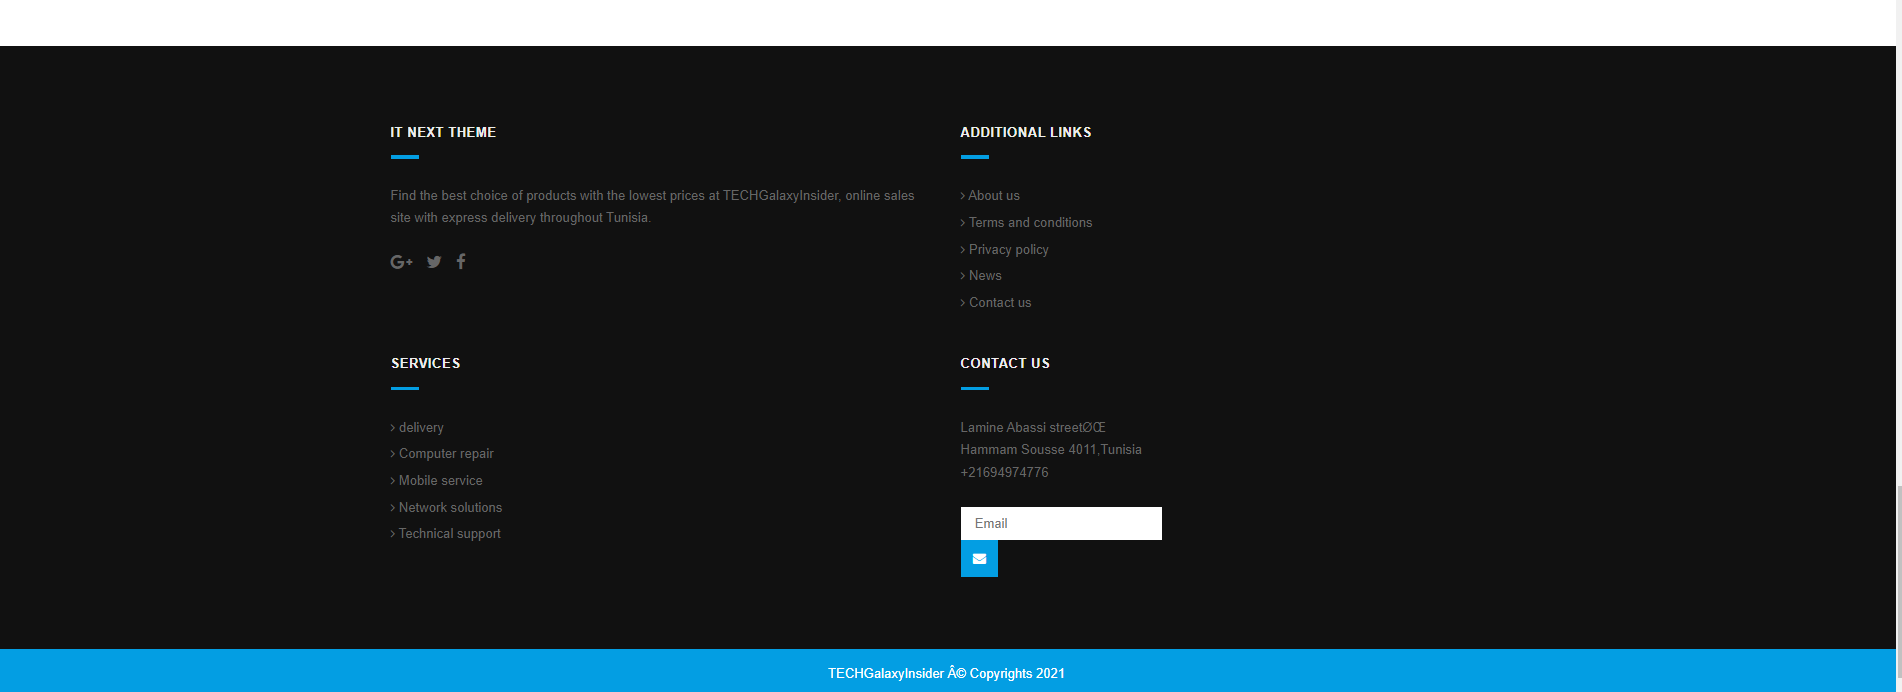 IT NEXT THEME
Find the best choice of products with the lowest prices at TECHGalaxyInsider, online sales
site with express delivery throughout Tunisia.
ADDITIONAL LINKS
About us
Terms and conditions
Privacy policy
News
Contact us
SERVICES
delivery
Computer repair
Mobile service
Network solutions
Technical support
CONTACT US
Lamine Abassi streetØŒ
Hammam Sousse 4011,Tunisia
+21694974776
Email
TECHGalaxyInsider Â© Copyrights 2021